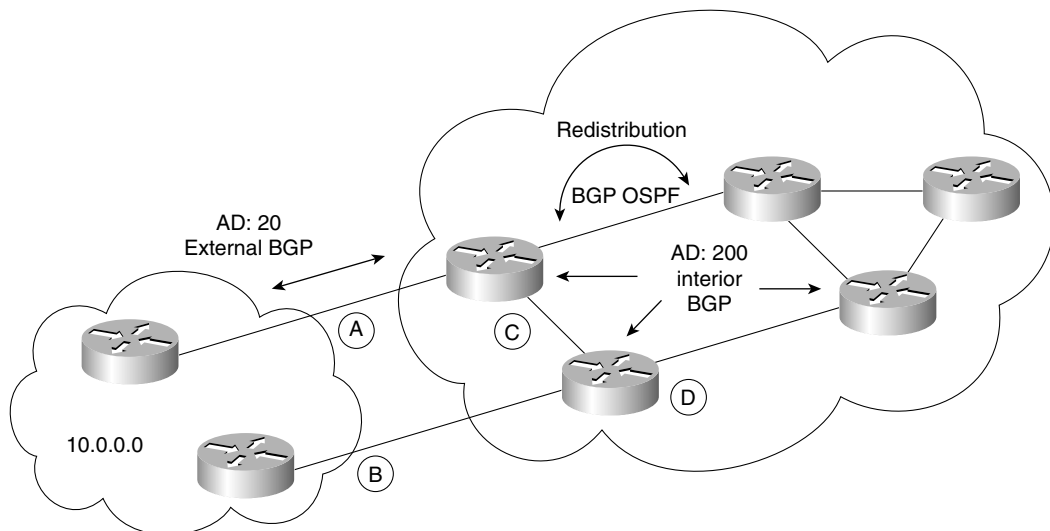 Redistribution
BGP OSPF
AD: 20
External BGP
AD: 200
interior
BGP
A
C
D
10.0.0.0
B